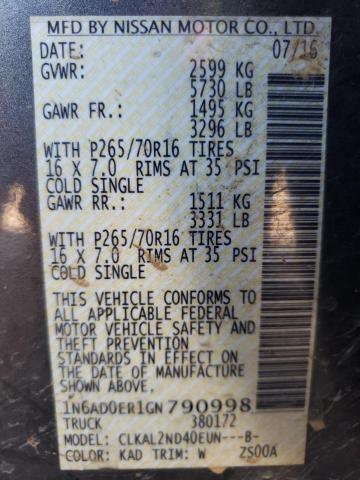 MFD BY NISSAN MOTOR CO., LTD.
DATE: 07/16
GVWR: 2599 KG
5730 LB
GAWR FR.: 1495 KG
3296 LB
WITH P265/70R16 TIRES
16 X 7.0 RIMS AT 35 PSI
COLD SINGLE
GAWR RR.: 1511 KG
3331 LB
WITH P265/70R16 TIRES
16 X 7.0 RIMS AT 35 PSI
COLD SINGLE
THIS VEHICLE CONFORMS TO
ALL APPLICABLE FEDERAL
MOTOR VEHICLE SAFETY AND
THEFT PREVENTION
STANDARDS IN EFFECT ON
THE DATE OF MANUFACTURE
SHOWN ABOVE.
1N6AD0ER1GN790998
TRUCK 380172
MODEL: CLKAL2ND40EUN---B-
COLOR: KAD TRIM: W ZS00A